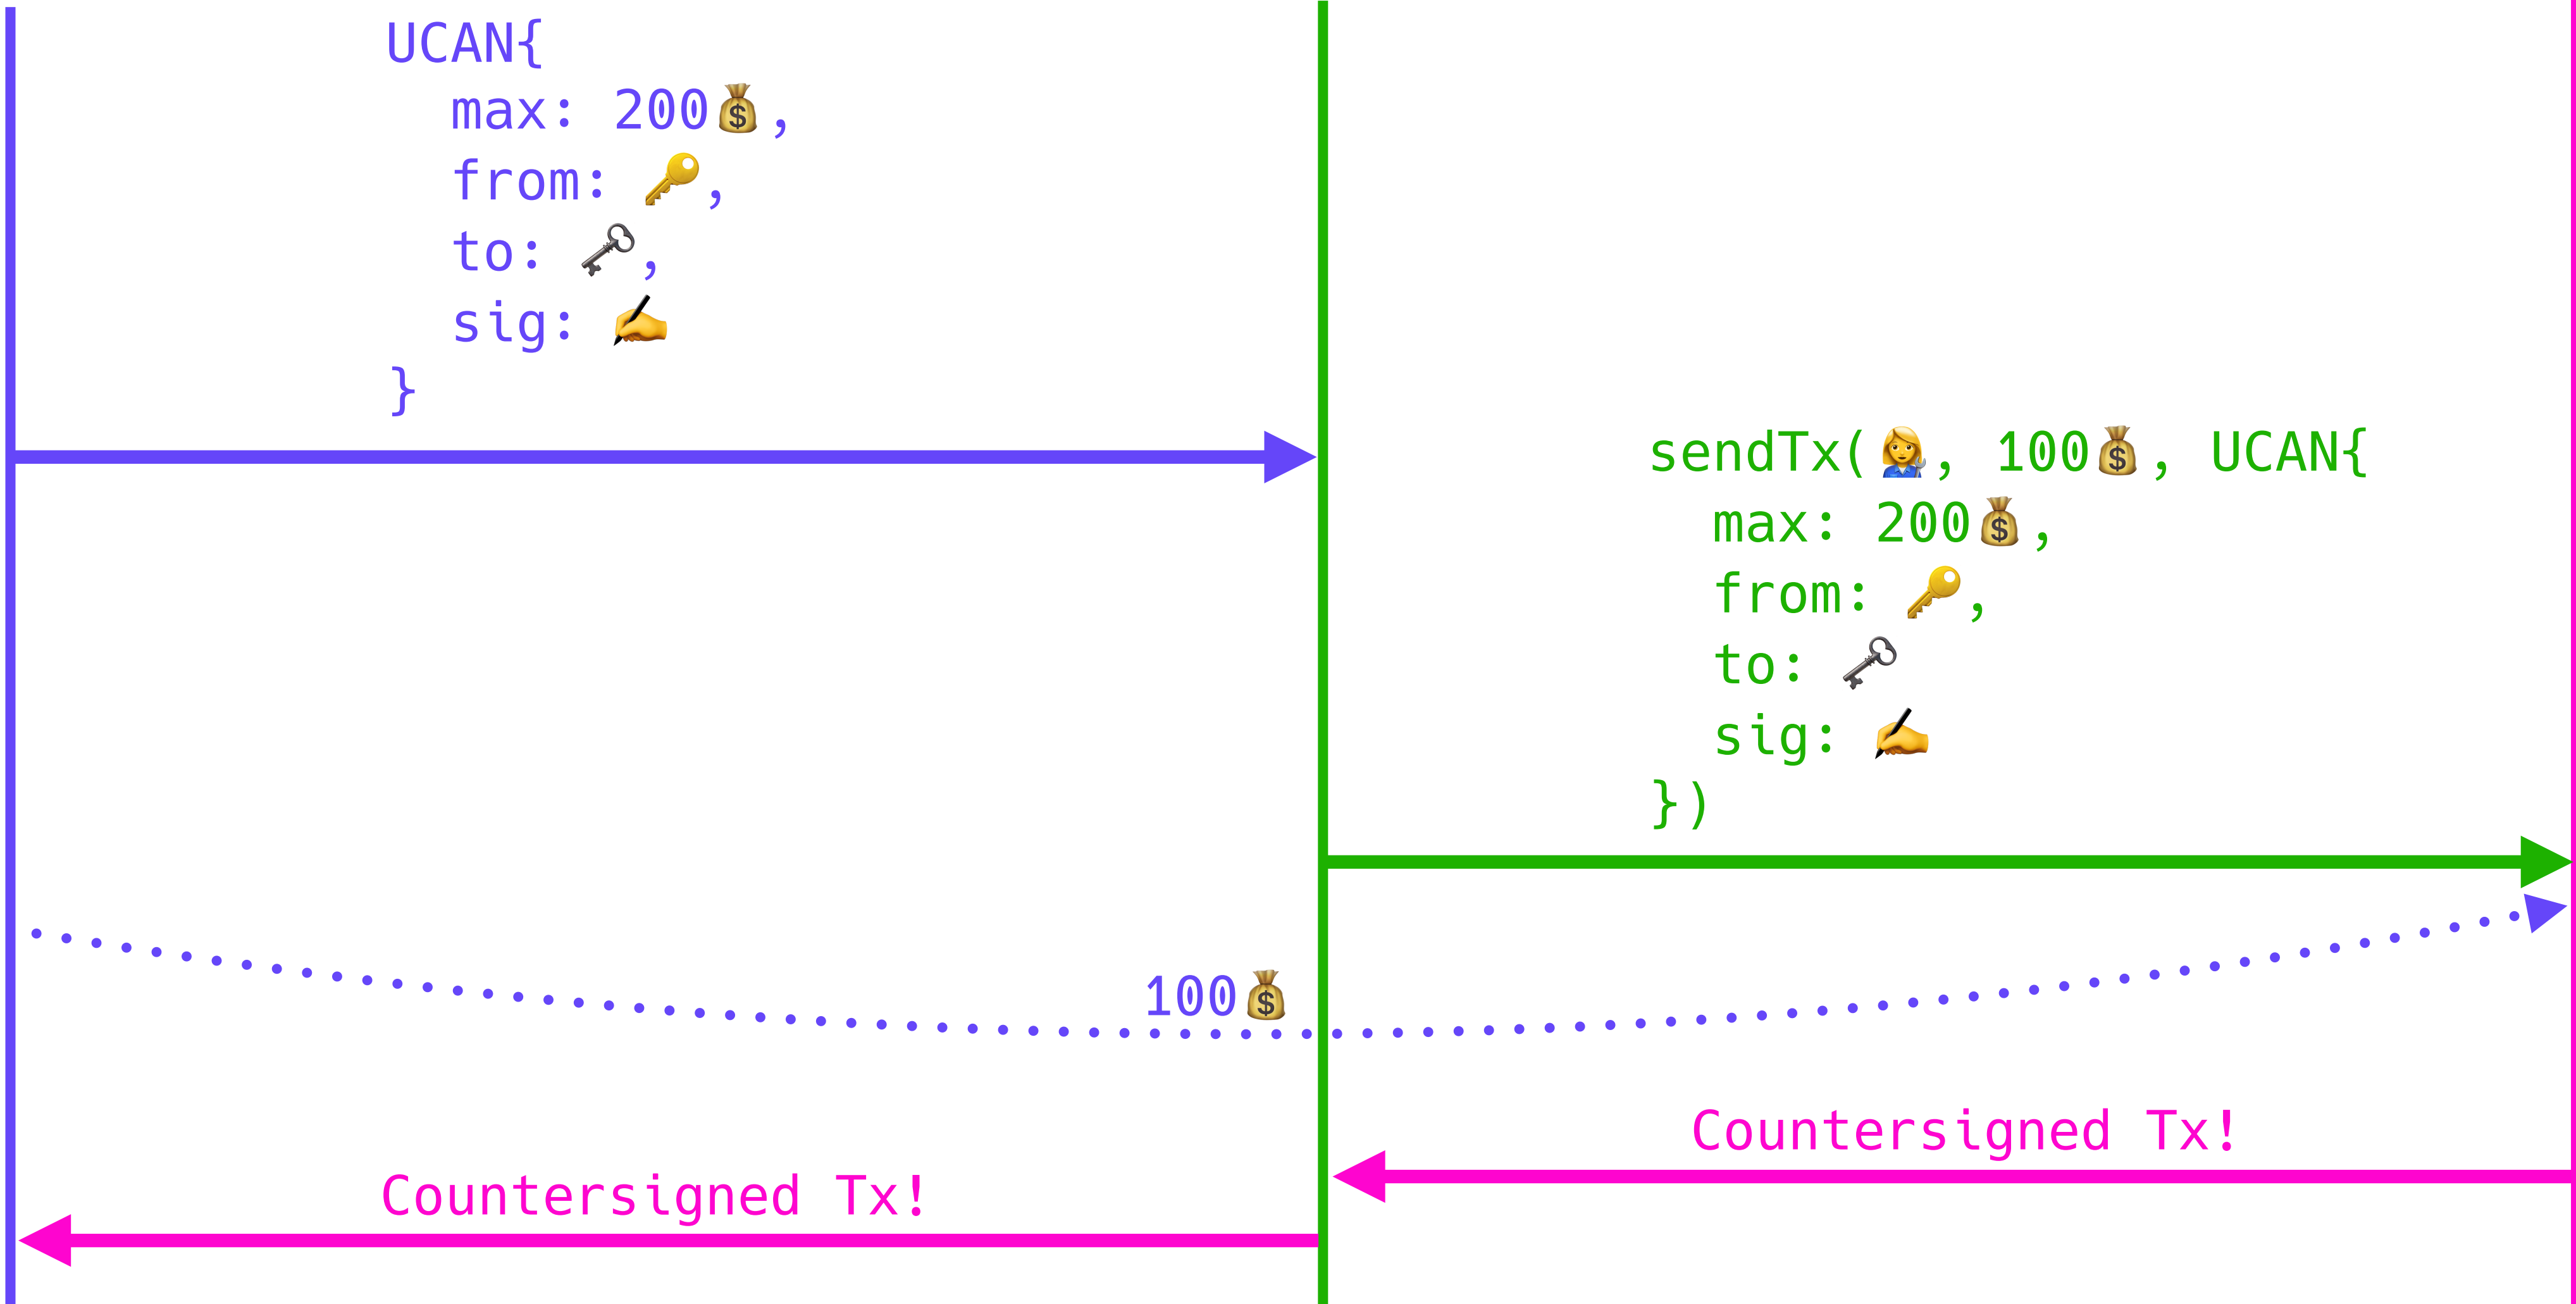 UCAN{
max: 200💰,
from: 🔑,
to: 🗝,
sig: ✍️
}
sendTx(👩‍🔧, 100💰, UCAN{
max: 200💰,
from: 🔑,
to: 🗝
sig: ✍️
})
100💰
Countersigned Tx!
Countersigned Tx!